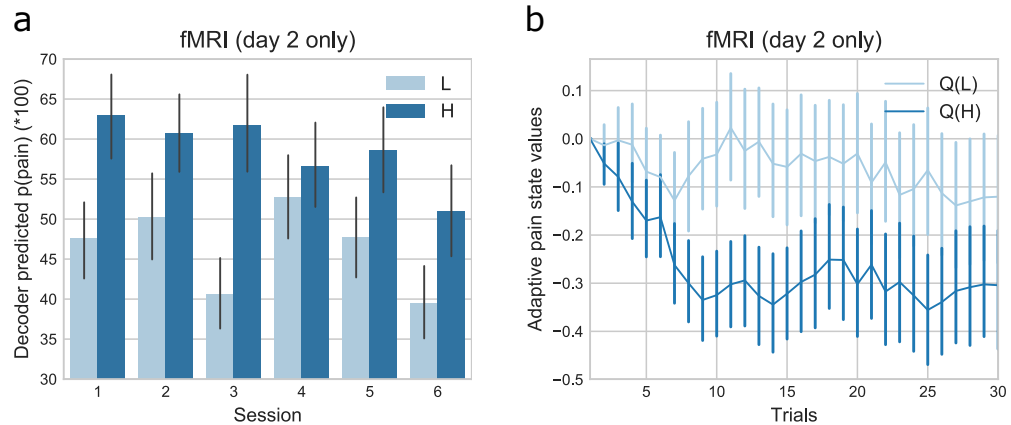 a
fMRI (day 2 only)
Decoder predicted p(pain) (*100)
70
65
60
55
50
45
40
35
30
L
H
1 2 3 4 5 6
Session
b
fMRI (day 2 only)
Adaptive pain state values
0.1
0.0
−0.1
−0.2
−0.3
−0.4
−0.5
Q(L)
Q(H)
5 10 15 20 25 30
Trials